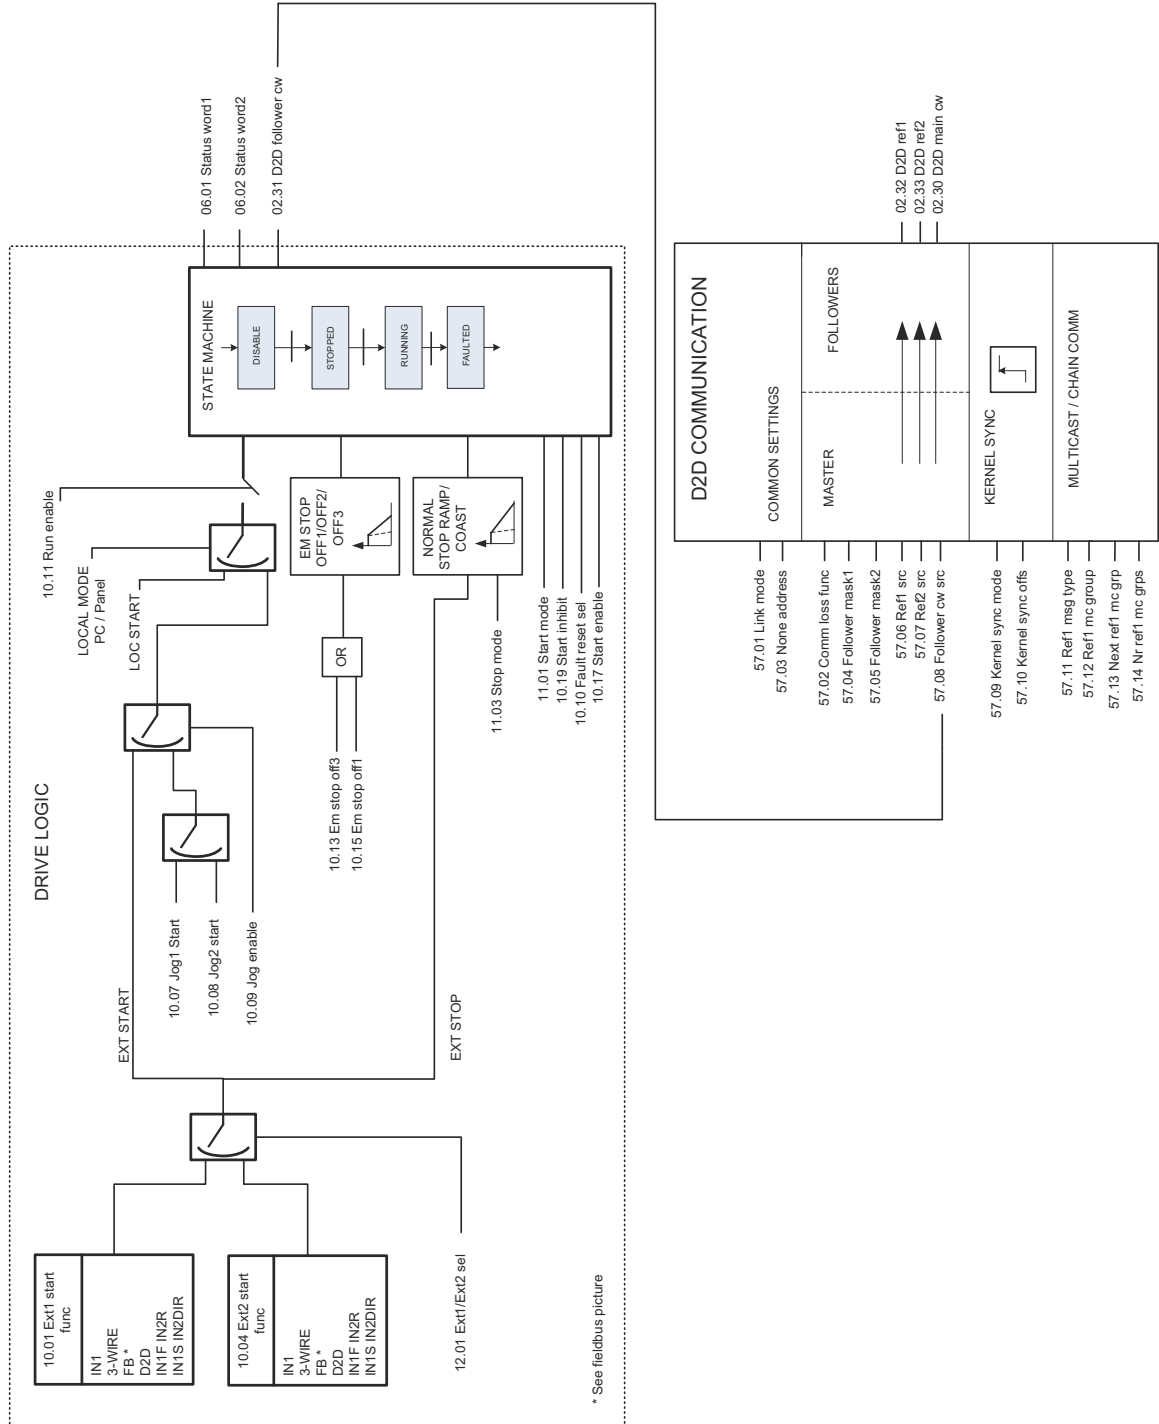 DRIVE LOGIC
10.01 Ext1 start
func
IN1
3-WIRE
FB *
D2D
IN1F IN2R
IN1S IN2DIR
10.04 Ext2 start
func
IN1
3-WIRE
FB *
D2D
IN1F IN2R
IN1S IN2DIR
12.01 Ext1/Ext2 sel
* See fieldbus picture
EXT START
EXT STOP
10.07 Jog1 Start
10.08 Jog2 start
10.09 Jog enable
10.11 Run enable
LOCAL MODE
PC / Panel
LOC START
10.13 Em stop off3
10.15 Em stop off1
OR
EM STOP
OFF1/OFF2/
OFF3
NORMAL
STOP RAMP/
COAST
11.03 Stop mode
11.01 Start mode
10.19 Start inhibit
10.10 Fault reset sel
10.17 Start enable
STATE MACHINE
DISABLE
STOPPED
RUNNING
FAULTED
06.01 Status word1
06.02 Status word2
02.31 D2D follower cw
D2D COMMUNICATION
COMMON SETTINGS
57.01 Link mode
57.03 None address
MASTER
FOLLOWERS
57.02 Comm loss func
57.04 Follower mask1
57.05 Follower mask2
57.06 Ref1 src
57.07 Ref2 src
57.08 Follower cw src
02.32 D2D ref1
02.33 D2D ref2
02.30 D2D main cw
KERNEL SYNC
57.09 Kernel sync mode
57.10 Kernel sync offs
MULTICAST / CHAIN COMM
57.11 Ref1 msg type
57.12 Ref1 mc group
57.13 Next ref1 mc grp
57.14 Nr ref1 mc grps